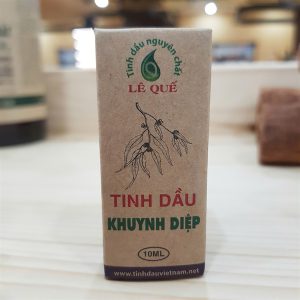 Tinh dầu nguyên chất
LÊ QUẾ
TINH DẦU
KHUYNH DIỆP
10ML
www.tinhdauvietnam.net